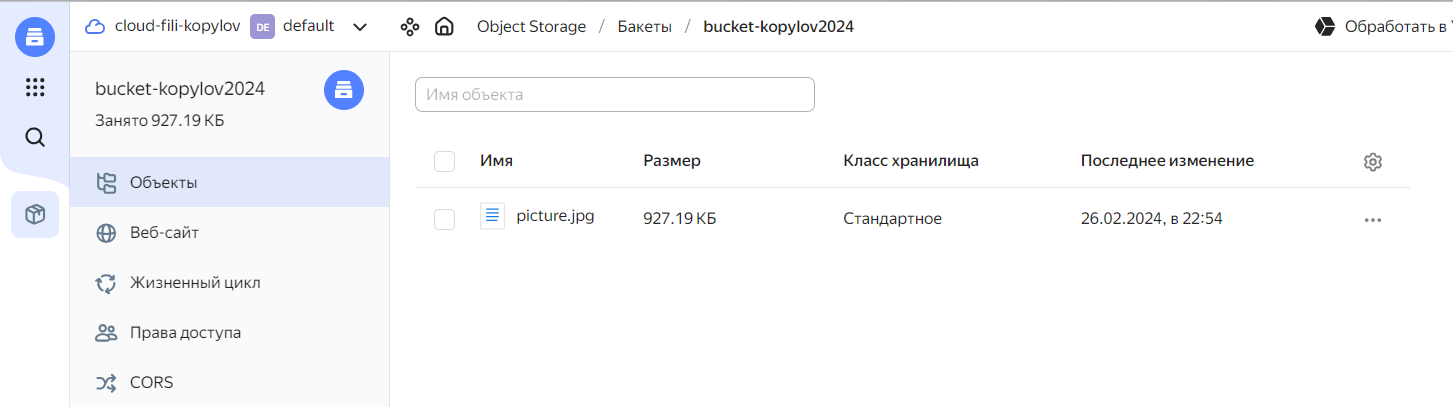 cloud-fili-kopylov DE default Object Storage / Бакеты / bucket-kopylov2024 Обработать в
bucket-kopylov2024
Занято 927.19 КБ
Объекты
Веб-сайт
Жизненный цикл
Права доступа
CORS
Имя объекта
Имя Размер Класс хранилища Последнее изменение
picture.jpg 927.19 КБ Стандартное 26.02.2024, в 22:54